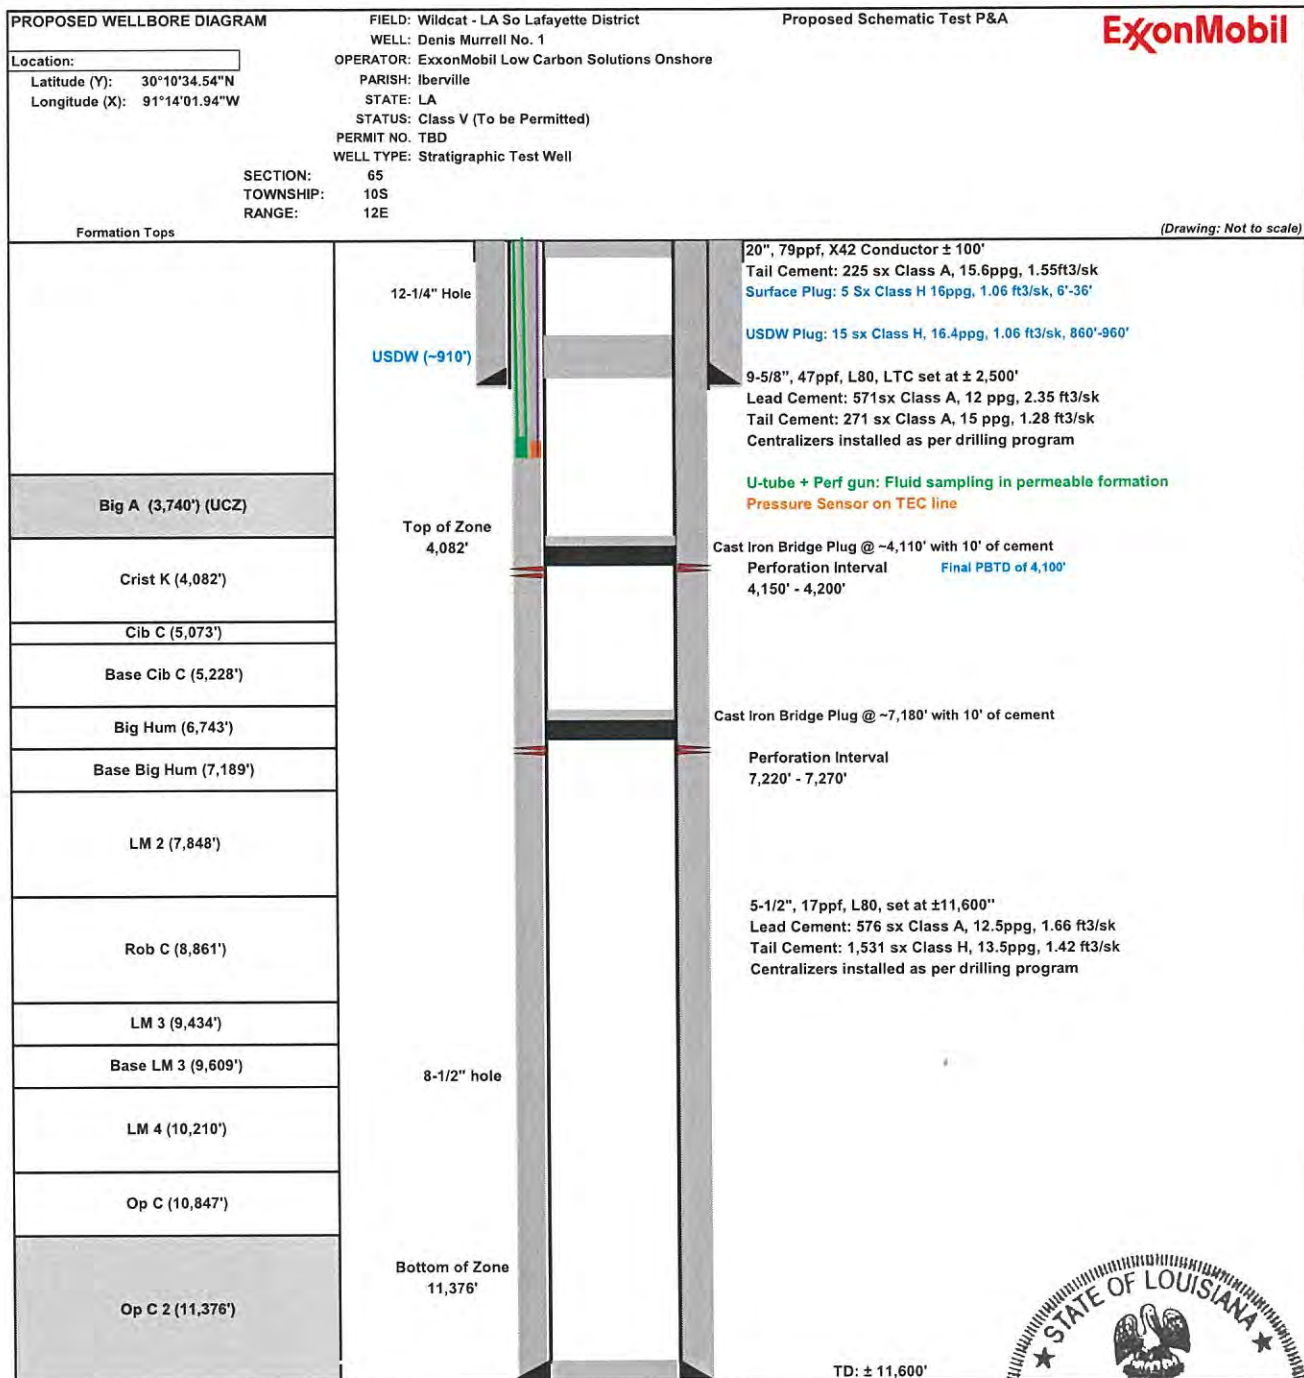 PROPOSED WELLBORE DIAGRAM
Location:
Latitude (Y): 30°10'34.54"N
Longitude (X): 91°14'01.94"W
FIELD: Wildcat - LA So Lafayette District
WELL: Denis Murrell No. 1
OPERATOR: ExxonMobil Low Carbon Solutions Onshore
PARISH: Iberville
STATE: LA
STATUS: Class V (To be Permitted)
PERMIT NO. TBD
WELL TYPE: Stratigraphic Test Well
SECTION: 65
TOWNSHIP: 10S
RANGE: 12E
Proposed Schematic Test P&A
ExxonMobil
Formation Tops
(Drawing: Not to scale)
Big A (3,740') (UCZ)
Crist K (4,082')
Cib C (5,073')
Base Cib C (5,228')
Big Hum (6,743')
Base Big Hum (7,189')
LM 2 (7,848')
Rob C (8,861')
LM 3 (9,434')
Base LM 3 (9,609')
LM 4 (10,210')
Op C (10,847')
Op C 2 (11,376')
12-1/4" Hole
USDW (~910')
Top of Zone
4,082'
8-1/2" hole
Bottom of Zone
11,376'
20", 79ppf, X42 Conductor ± 100'
Tail Cement: 225 sx Class A, 15.6ppg, 1.55ft3/sk
Surface Plug: 5 Sx Class H 16ppg, 1.06 ft3/sk, 6'-36'
USDW Plug: 15 sx Class H, 16.4ppg, 1.06 ft3/sk, 860'-960'
9-5/8", 47ppf, L80, LTC set at ± 2,500'
Lead Cement: 571sx Class A, 12 ppg, 2.35 ft3/sk
Tail Cement: 271 sx Class A, 15 ppg, 1.28 ft3/sk
Centralizers installed as per drilling program
U-tube + Perf gun: Fluid sampling in permeable formation
Pressure Sensor on TEC line
Cast Iron Bridge Plug @ ~4,110' with 10' of cement
Perforation Interval Final PBTD of 4,100'
4,150' - 4,200'
Cast Iron Bridge Plug @ ~7,180' with 10' of cement
Perforation Interval
7,220' - 7,270'
5-1/2", 17ppf, L80, set at ±11,600"
Lead Cement: 576 sx Class A, 12.5ppg, 1.66 ft3/sk
Tail Cement: 1,531 sx Class H, 13.5ppg, 1.42 ft3/sk
Centralizers installed as per drilling program
TD: ± 11,600'
STATE OF LOUISIANA